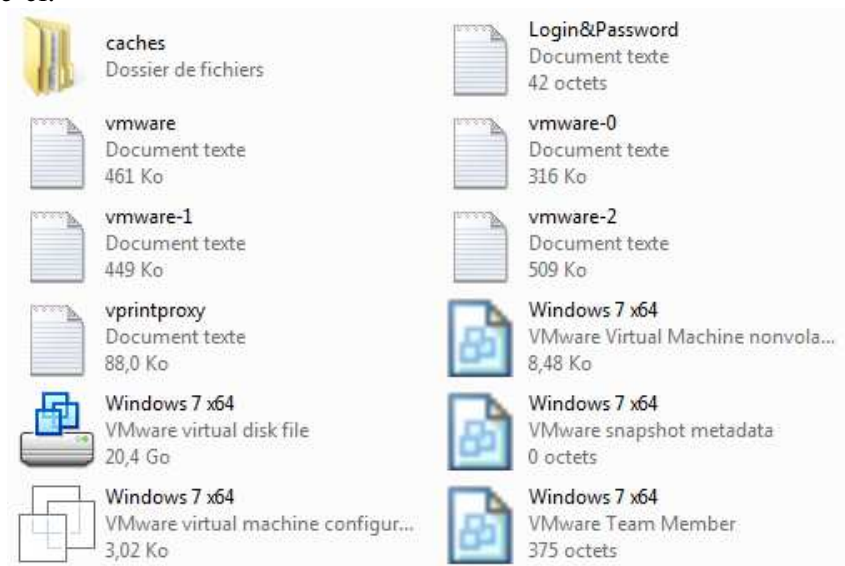 caches
Dossier de fichiers
Login&Password
Document texte
42 octets
vmware
Document texte
461 Ko
vmware-0
Document texte
316 Ko
vmware-1
Document texte
449 Ko
vmware-2
Document texte
509 Ko
vprintproxy
Document texte
88,0 Ko
Windows 7 x64
VMware Virtual Machine nonvola...
8,48 Ko
Windows 7 x64
VMware virtual disk file
20,4 Go
Windows 7 x64
VMware snapshot metadata
0 octets
Windows 7 x64
VMware virtual machine configur...
3,02 Ko
Windows 7 x64
VMware Team Member
375 octets